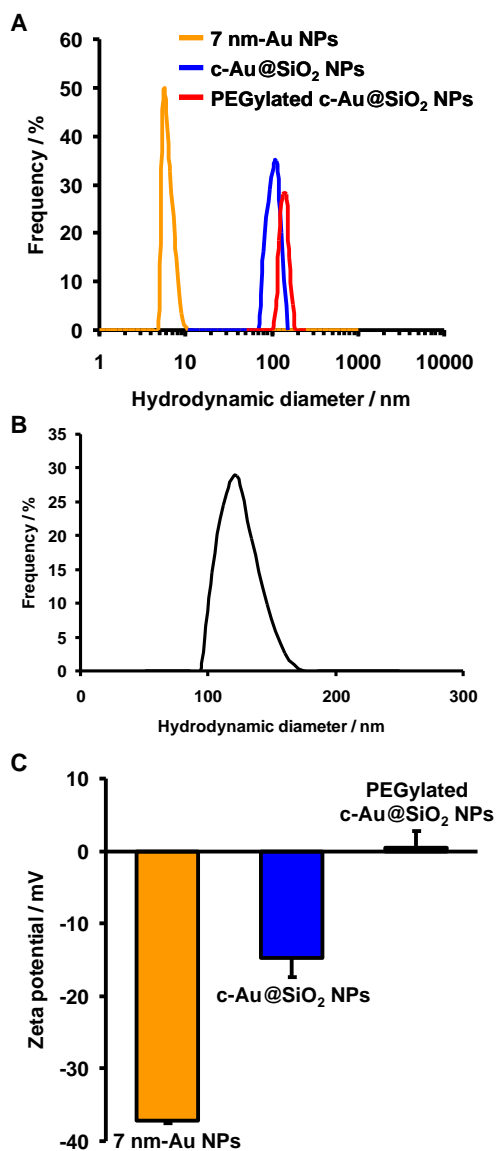 A
7 nm-Au NPs
c-Au@SiO₂ NPs
PEGylated c-Au@SiO₂ NPs
60
50
40
30
20
10
0
Frequency / %
1 10 100 1000 10000
Hydrodynamic diameter / nm
B
35
30
25
20
15
10
5
0
Frequency / %
0 100 200 300
Hydrodynamic diameter / nm
C
10
0
-10
-20
-30
-40
Zeta potential / mV
PEGylated
c-Au@SiO₂ NPs
c-Au@SiO₂ NPs
7 nm-Au NPs